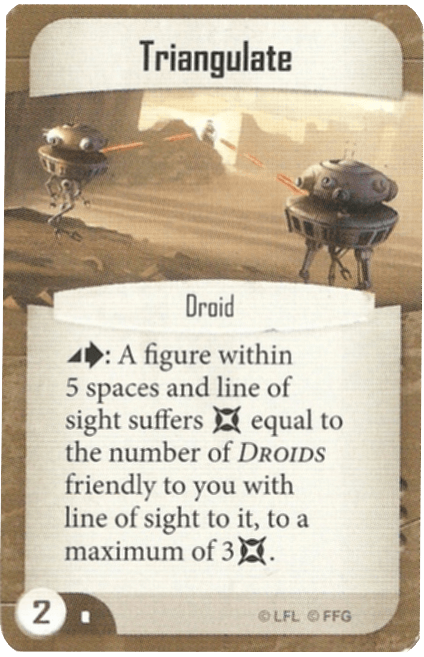 Triangulate
Droid
: A figure within
5 spaces and line of
sight suffers equal to
the number of DROIDS
friendly to you with
line of sight to it, to a
maximum of 3 .
2
© LFL © FFG